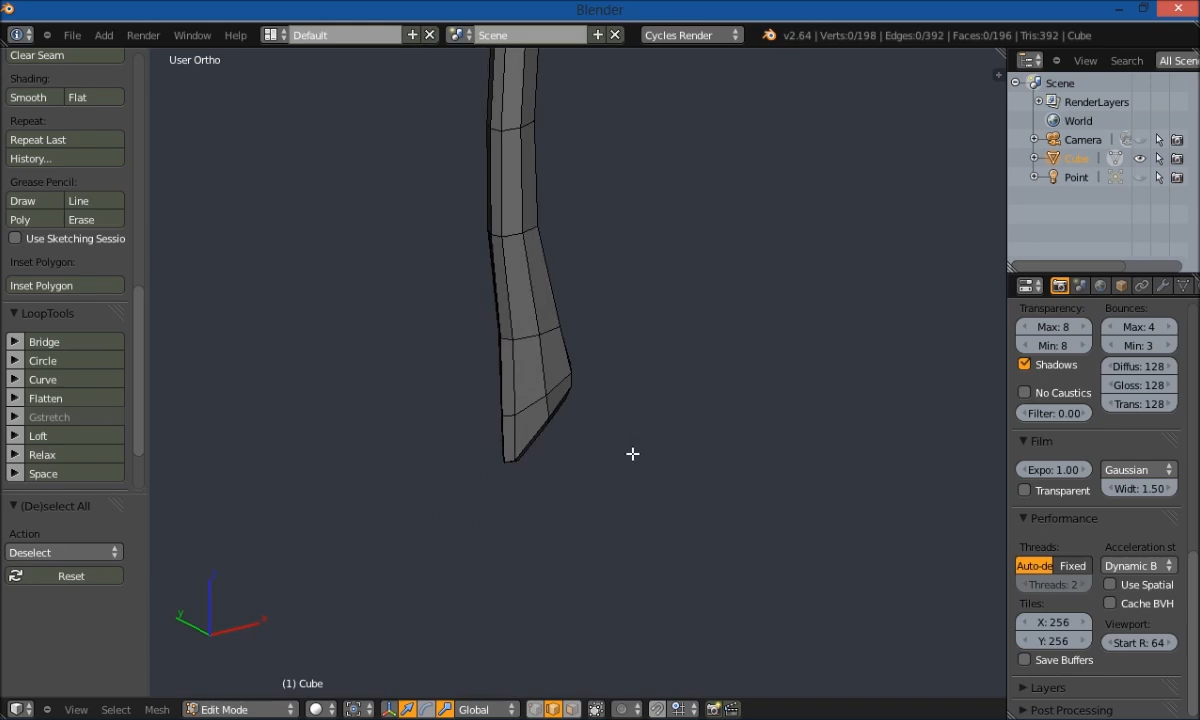 Blender
File Add Render Window Help Default Scene Cycles Render v2.64 | Verts:0/198 | Edges:0/392 | Faces:0/196 | Tris:392 | Cube
Clear Seam
Shading:
Smooth Flat
Repeat:
Repeat Last
History...
Grease Pencil:
Draw Line
Poly Erase
Use Sketching Sessio
Inset Polygon:
Inset Polygon
LoopTools
Bridge
Circle
Curve
Flatten
Gstretch
Loft
Relax
Space
(De)select All
Action
Deselect
Reset
User Ortho
y
x
(1) Cube
View Select Mesh Edit Mode Global
View Search All Scen
Scene
RenderLayers
World
Camera
Cube
Point
Transparency: Bounces:
Max: 8 Max: 4
Min: 8 Min: 3
Shadows Diffus: 128
Gloss: 128
No Caustics Trans: 128
Filter: 0.00
Film
Expo: 1.00 Gaussian
Transparent Widt: 1.50
Performance
Threads: Acceleration st
Auto-de Fixed Dynamic B
Threads: 2 Use Spatial
Tiles: Cache BVH
X: 256 Viewport:
Y: 256 Start R: 64
Save Buffers
Layers
Post Processing